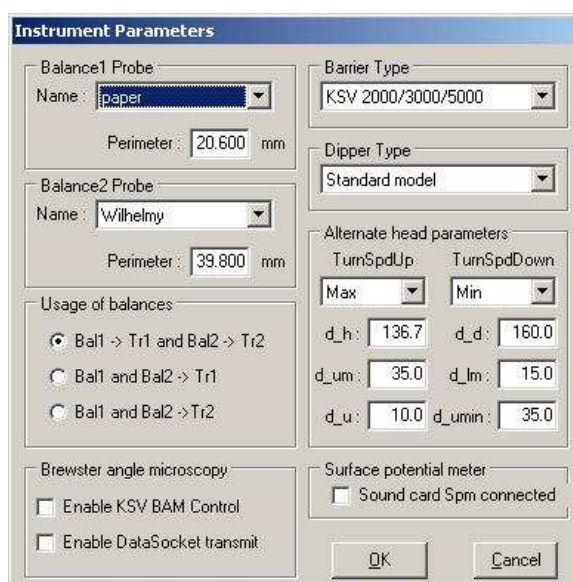 Instrument Parameters
Balance1 Probe
Name : paper
Perimeter : 20.600 mm
Balance2 Probe
Name : Wilhelmy
Perimeter : 39.800 mm
Usage of balances
Bal1 -> Tr1 and Bal2 -> Tr2
Bal1 and Bal2 -> Tr1
Bal1 and Bal2 ->Tr2
Brewster angle microscopy
Enable KSV BAM Control
Enable DataSocket transmit
Barrier Type
KSV 2000/3000/5000
Dipper Type
Standard model
Alternate head parameters
TurnSpdUp TurnSpdDown
Max Min
d_h : 136.7 d_d : 160.0
d_um : 35.0 d_lm : 15.0
d_u : 10.0 d_umin : 35.0
Surface potential meter
Sound card Spm connected
OK Cancel